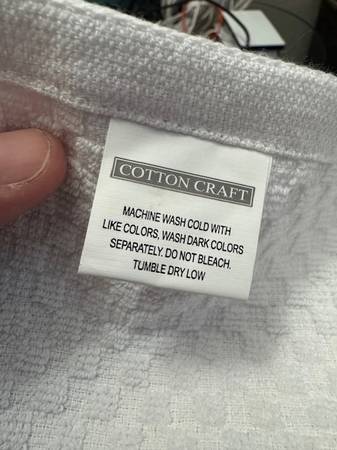 COTTON CRAFT
MACHINE WASH COLD WITH
LIKE COLORS, WASH DARK COLORS
SEPARATELY. DO NOT BLEACH.
TUMBLE DRY LOW